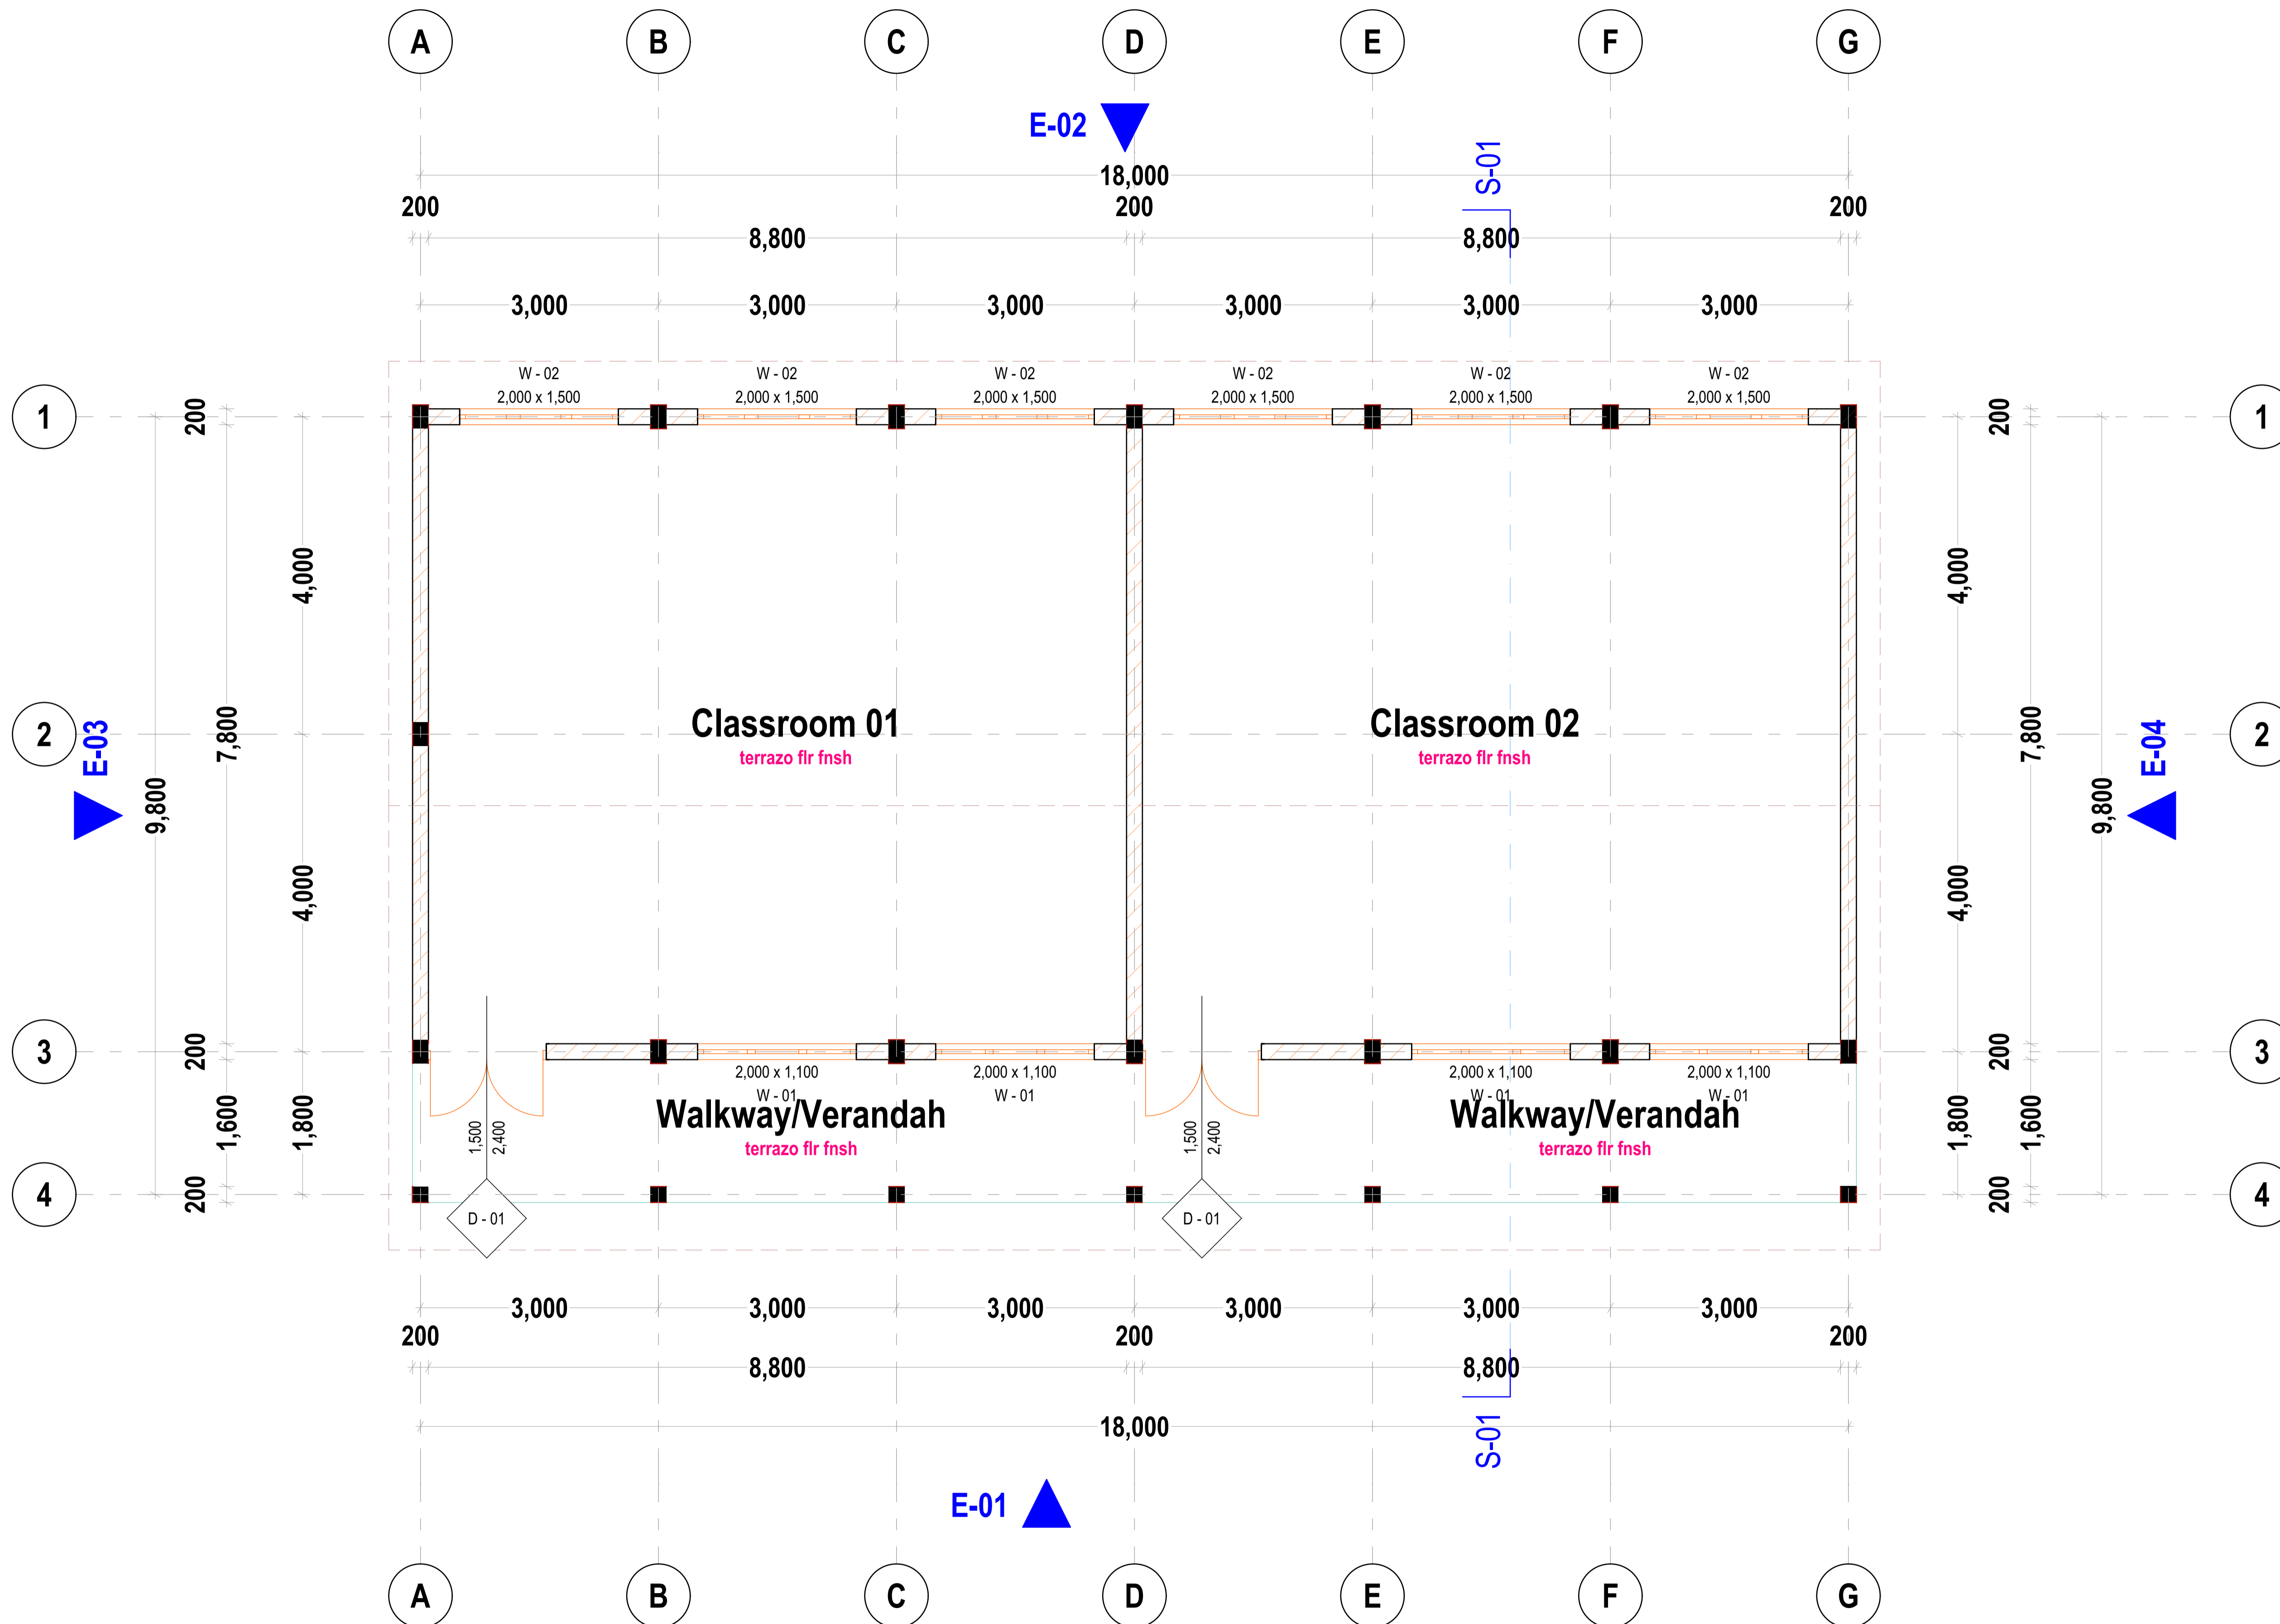 A B C D E F G
E-02
S-01
18,000
200 200 200
8,800 8,800
3,000 3,000 3,000 3,000 3,000 3,000
W - 02 W - 02 W - 02 W - 02 W - 02 W - 02
2,000 x 1,500 2,000 x 1,500 2,000 x 1,500 2,000 x 1,500 2,000 x 1,500 2,000 x 1,500
1 200 200 1
4,000 4,000
Classroom 01 Classroom 02
2 E-03 7,800 7,800 E-04 2
terrazo flr fnsh terrazo flr fnsh
9,800 9,800
4,000 4,000
3 200 200 3
2,000 x 1,100 2,000 x 1,100 2,000 x 1,100 2,000 x 1,100
W - 01 W - 01 W - 01 W - 01
1,600 1,800 Walkway/Verandah Walkway/Verandah 1,800 1,600
1,500 2,400 terrazo flr fnsh 1,500 2,400 terrazo flr fnsh
4 200 200 4
D - 01 D - 01
3,000 3,000 3,000 3,000 3,000 3,000
200 200 200
8,800 8,800
18,000
S-01
E-01
A B C D E F G